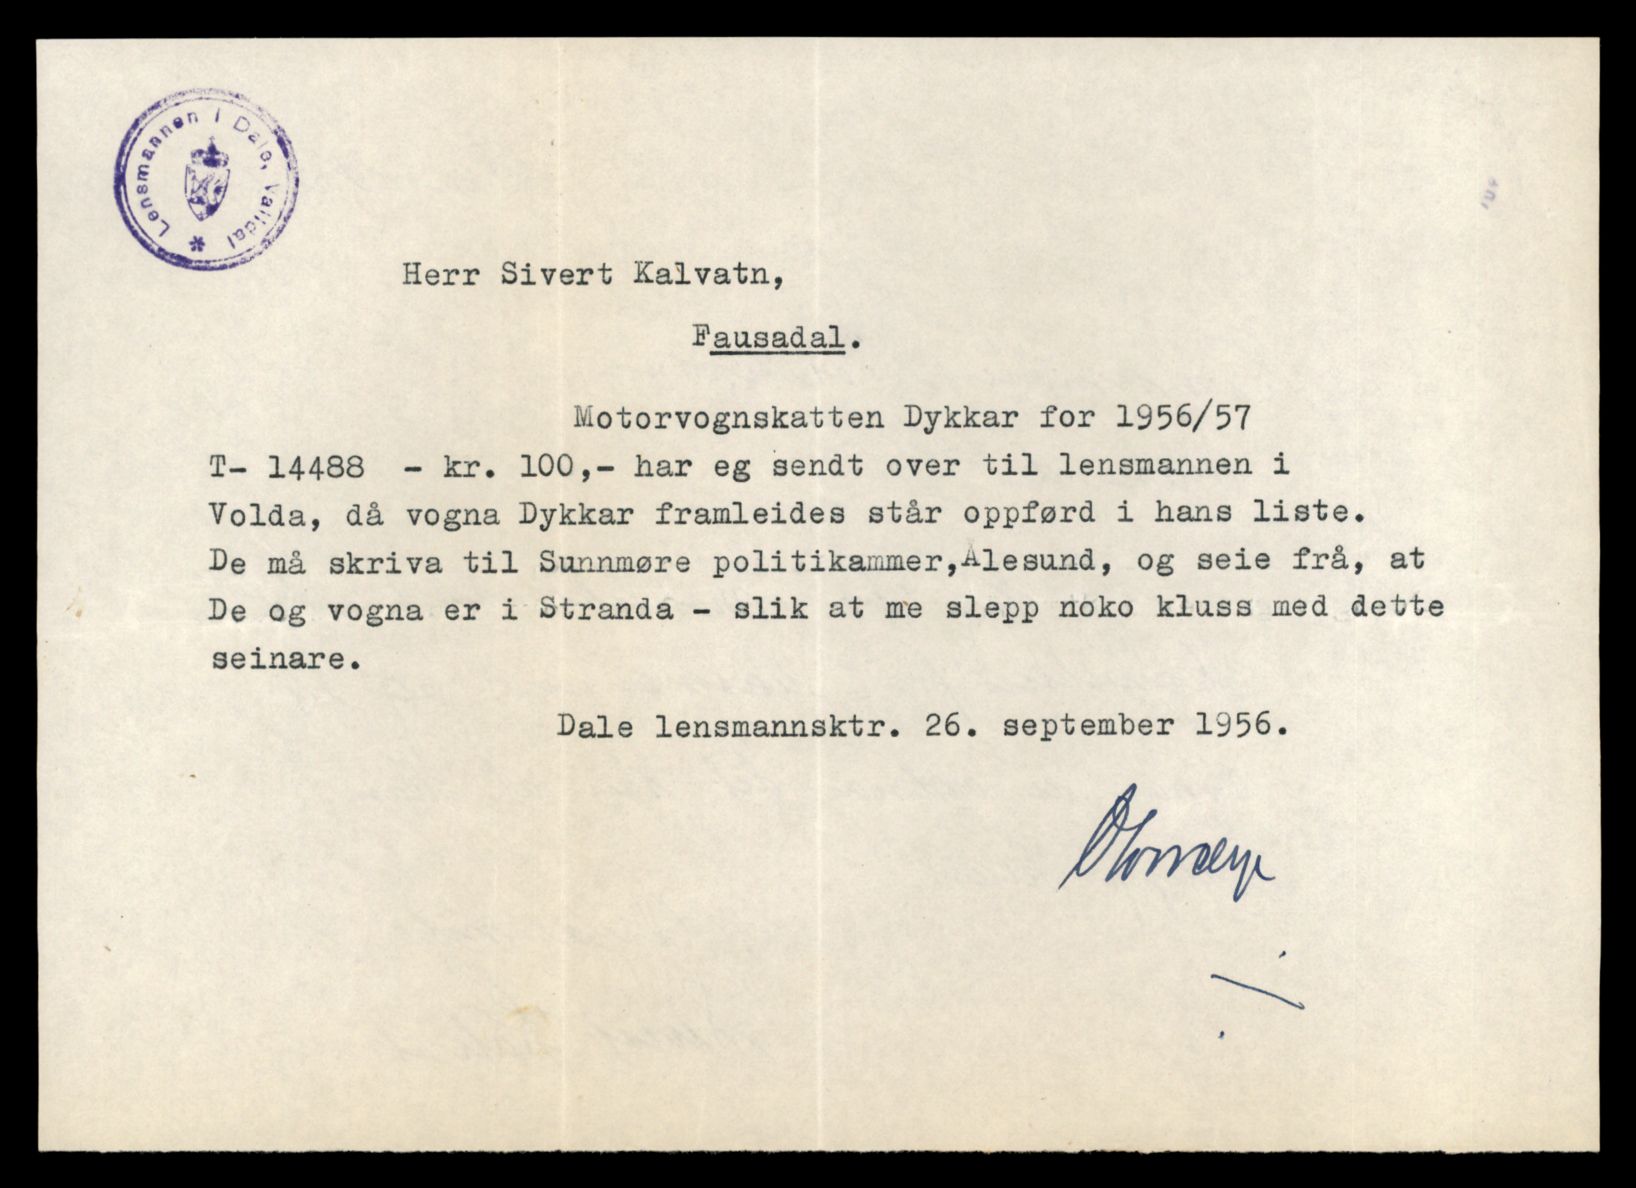 Lensmannen i Dale, Valldal
Herr Sivert Kalvatn,
Fausadal.
Motorvognskatten Dykkar for 1956/57
T- 14488 - kr. 100,- har eg sendt over til lensmannen i
Volda, då vogna Dykkar framleides står oppførd i hans liste.
De må skriva til Sunnmøre politikammer,Ålesund, og seie frå, at
De og vogna er i Stranda - slik at me slepp noko kluss med dette
seinare.
Dale lensmannsktr. 26. september 1956.